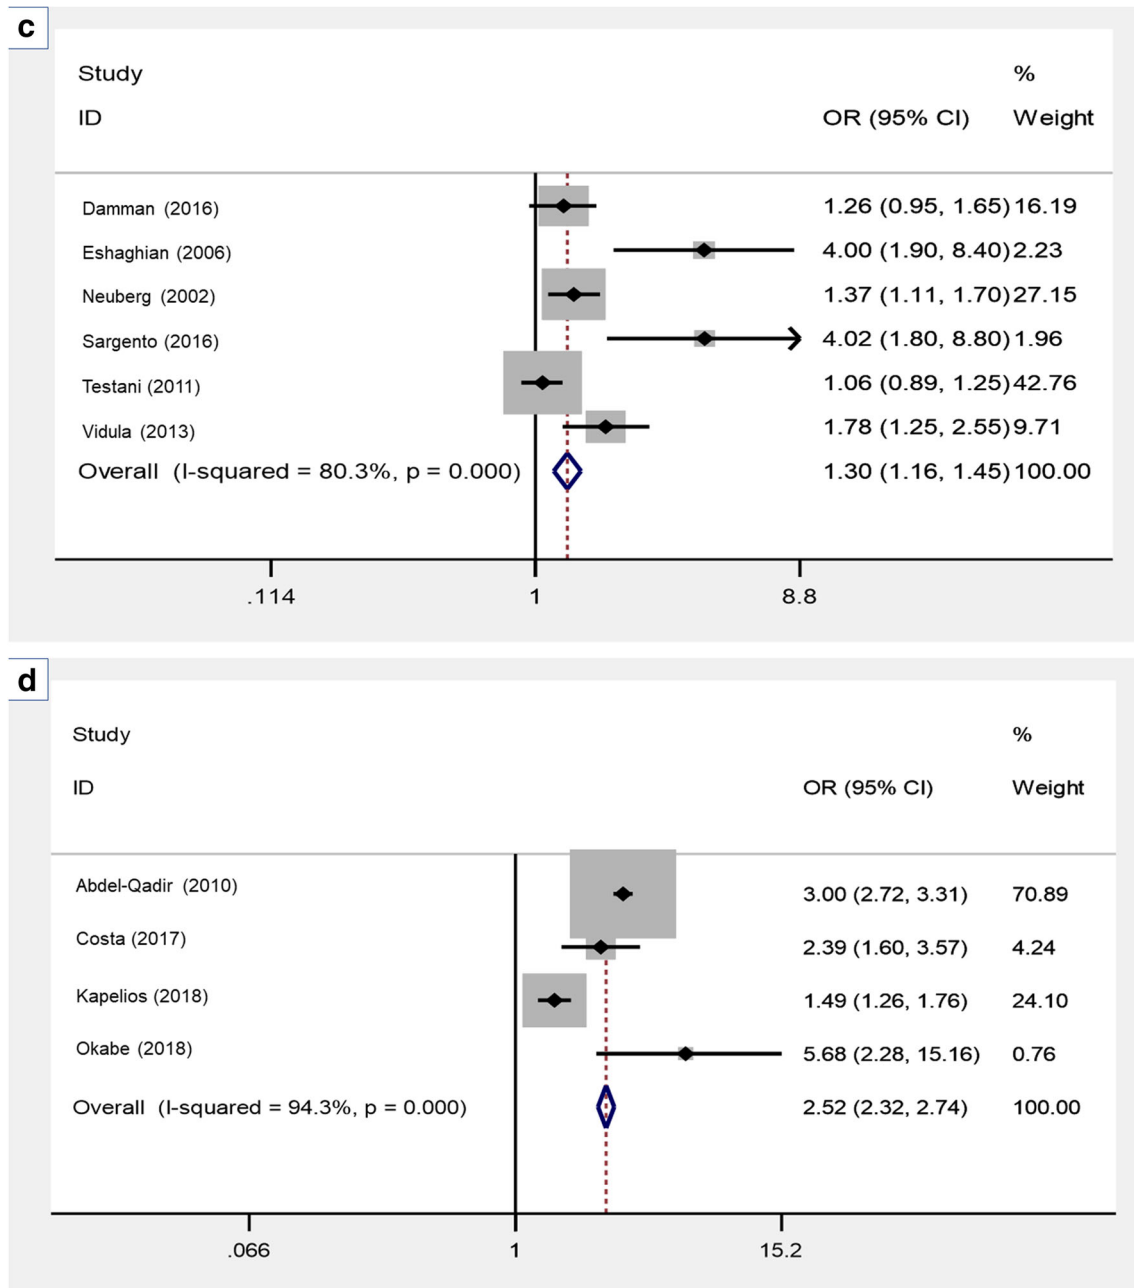 c
Study %
ID OR (95% CI) Weight
Damman (2016) 1.26 (0.95, 1.65) 16.19
Eshaghian (2006) 4.00 (1.90, 8.40) 2.23
Neuberg (2002) 1.37 (1.11, 1.70) 27.15
Sargento (2016) 4.02 (1.80, 8.80) 1.96
Testani (2011) 1.06 (0.89, 1.25) 42.76
Vidula (2013) 1.78 (1.25, 2.55) 9.71
Overall (I-squared = 80.3%, p = 0.000) 1.30 (1.16, 1.45) 100.00
.114 1 8.8
d
Study %
ID OR (95% CI) Weight
Abdel-Qadir (2010) 3.00 (2.72, 3.31) 70.89
Costa (2017) 2.39 (1.60, 3.57) 4.24
Kapelios (2018) 1.49 (1.26, 1.76) 24.10
Okabe (2018) 5.68 (2.28, 15.16) 0.76
Overall (I-squared = 94.3%, p = 0.000) 2.52 (2.32, 2.74) 100.00
.066 1 15.2